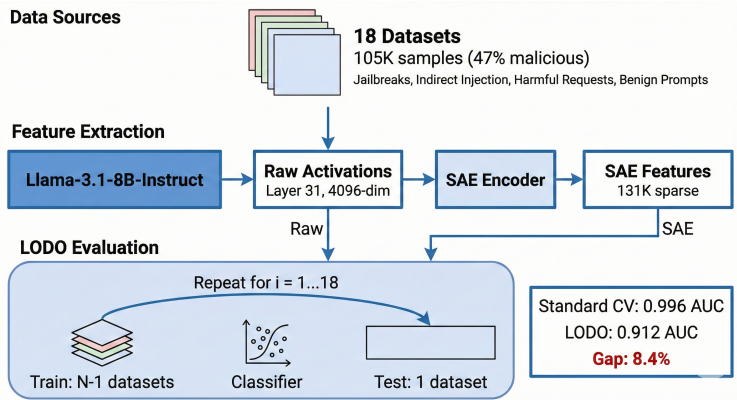 Data Sources
18 Datasets
105K samples (47% malicious)
Jailbreaks, Indirect Injection, Harmful Requests, Benign Prompts
Feature Extraction
Llama-3.1-8B-Instruct
Raw Activations
Layer 31, 4096-dim
SAE Encoder
SAE Features
131K sparse
Raw
SAE
LODO Evaluation
Repeat for i = 1...18
Train: N-1 datasets
Classifier
Test: 1 dataset
Standard CV: 0.996 AUC
LODO: 0.912 AUC
Gap: 8.4%